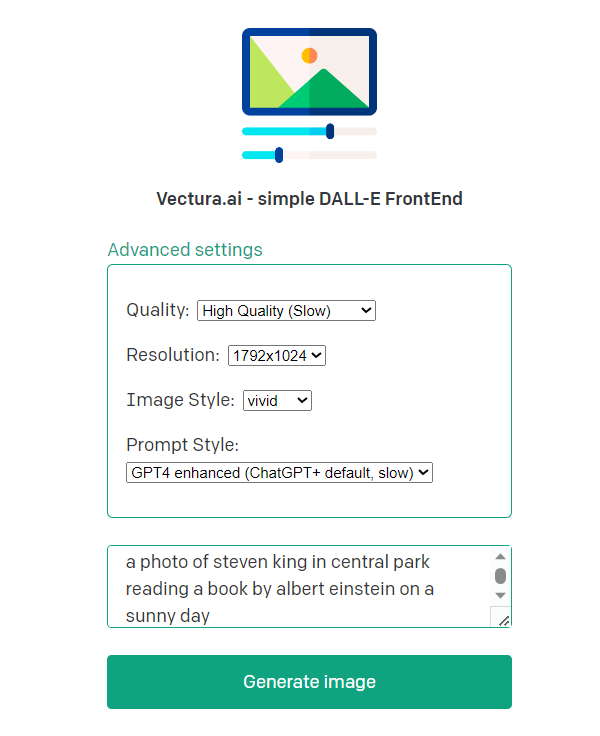 Vectura.ai - simple DALL-E FrontEnd
Advanced settings
Quality: High Quality (Slow)
Resolution: 1792x1024
Image Style: vivid
Prompt Style:
GPT4 enhanced (ChatGPT+ default, slow)
a photo of steven king in central park
reading a book by albert einstein on a
sunny day
Generate image